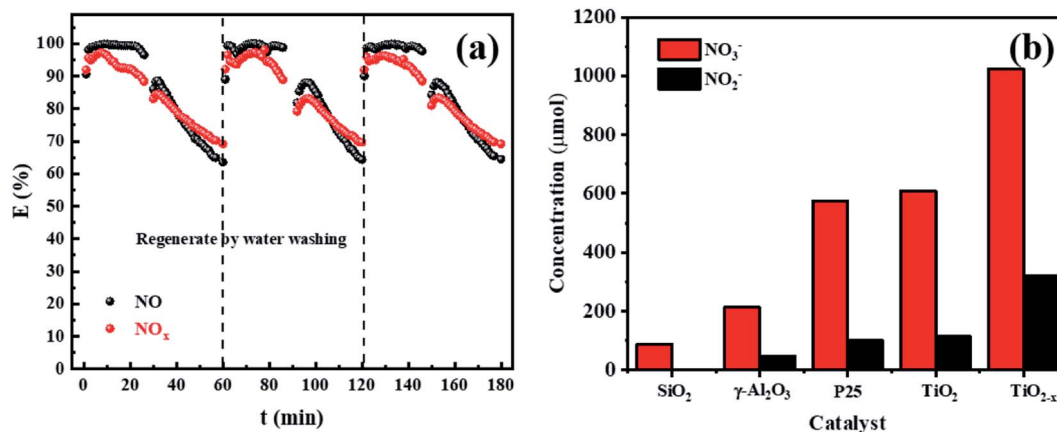 (a)
E (%)
100
90
80
70
60
50
40
30
20
10
0
Regenerate by water washing
NO
NOₓ
0 20 40 60 80 100 120 140 160 180
t (min)
(b)
Concentration (μmol)
1200
1000
800
600
400
200
0
NO₃⁻
NO₂⁻
SiO₂ γ-Al₂O₃ P25 TiO₂ TiO₂₋ₓ
Catalyst